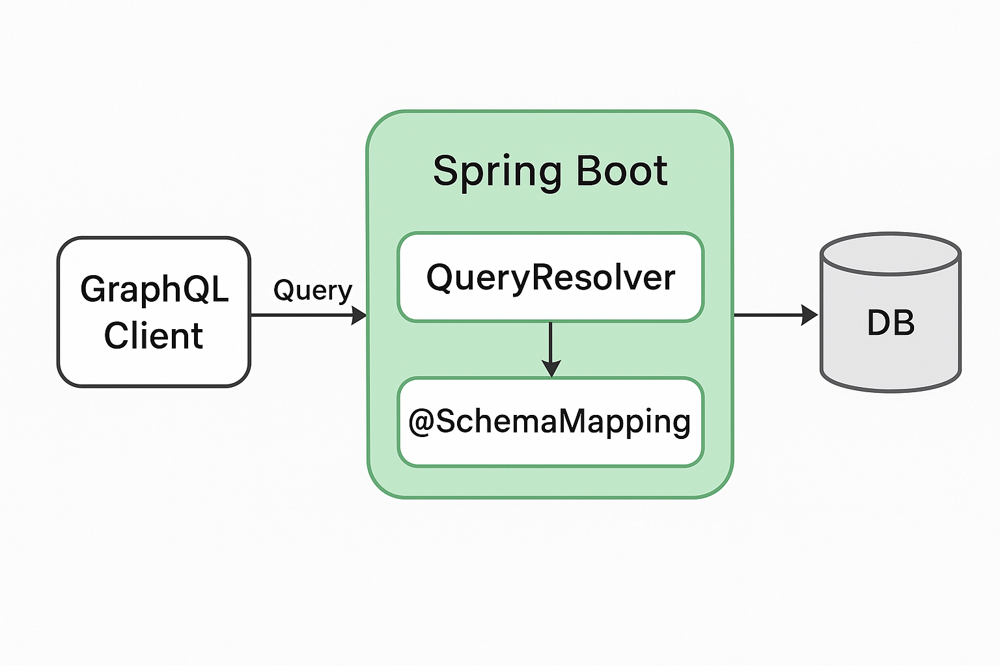 GraphQL
Client
Query
Spring Boot
QueryResolver
@SchemaMapping
DB